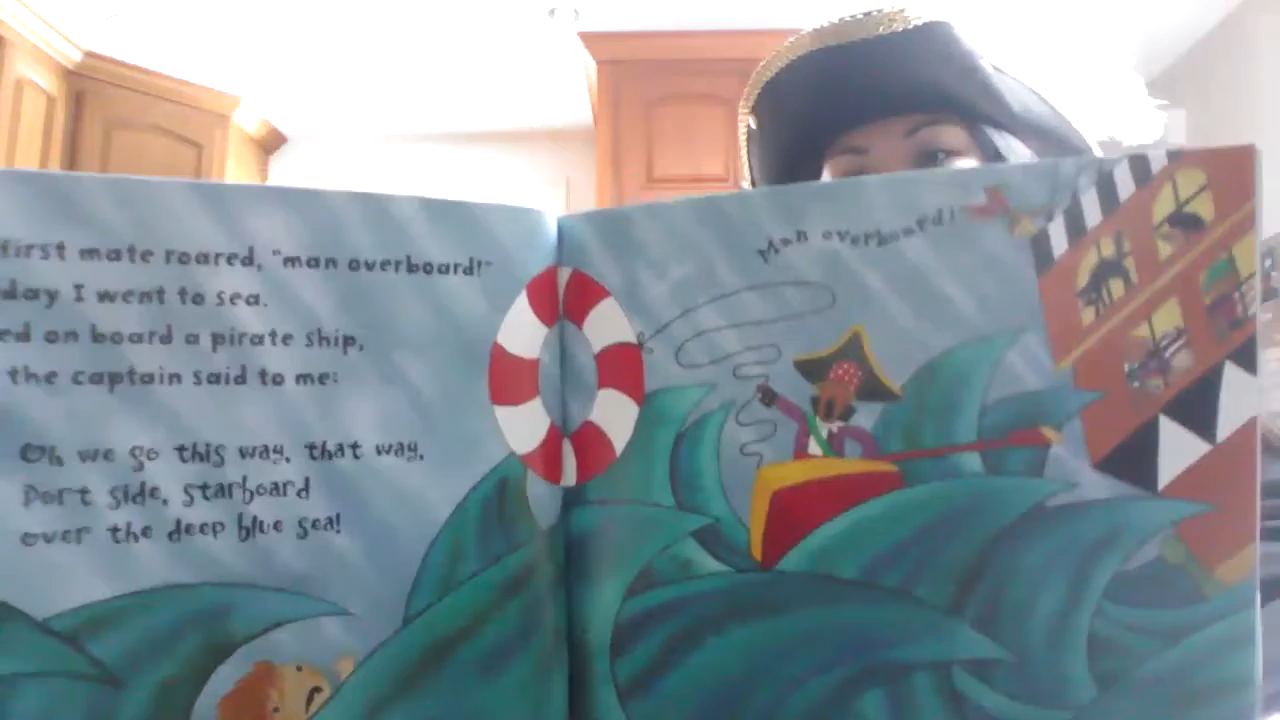 first mate roared, "man overboard!"
day I went to sea.
ed on board a pirate ship,
the captain said to me:
Oh we go this way, that way,
Port side, starboard
over the deep blue sea!
Man overboard!